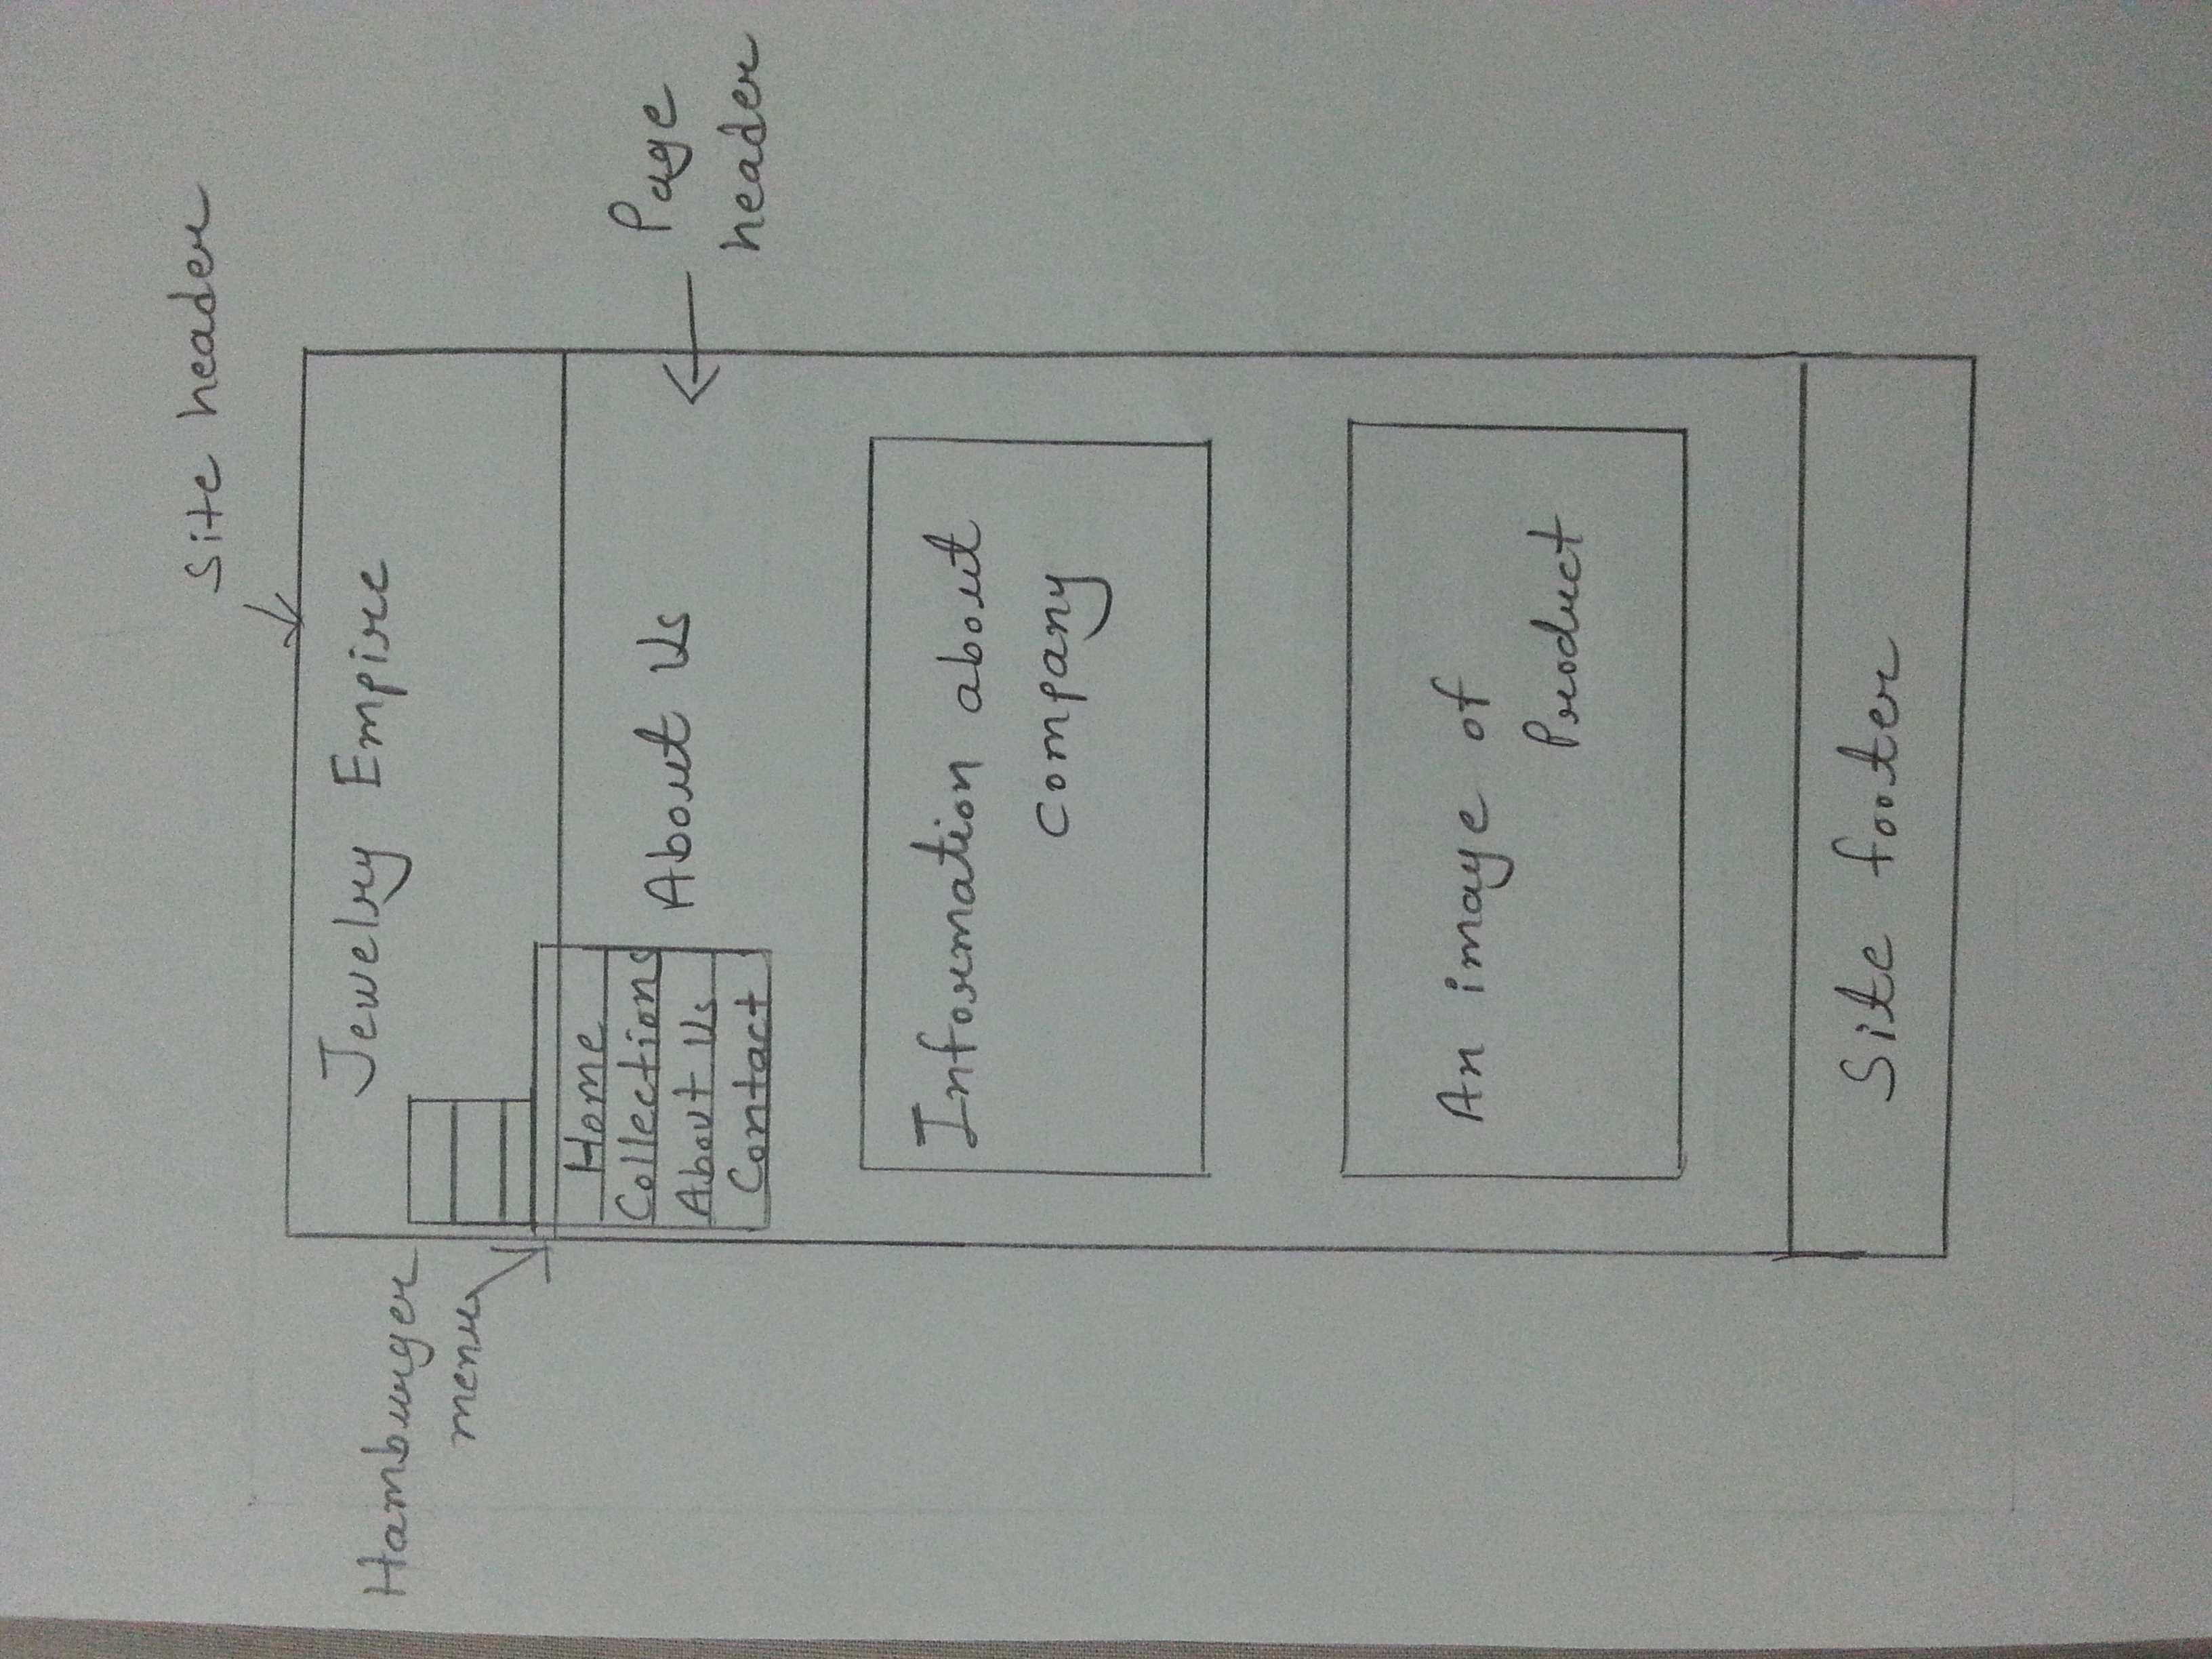 Site header
Jewelry Empire
Hamburger
menu
Home
Collections
About Us
Contact
About Us
Page
header
Information about
company
An image of
Product
Site footer